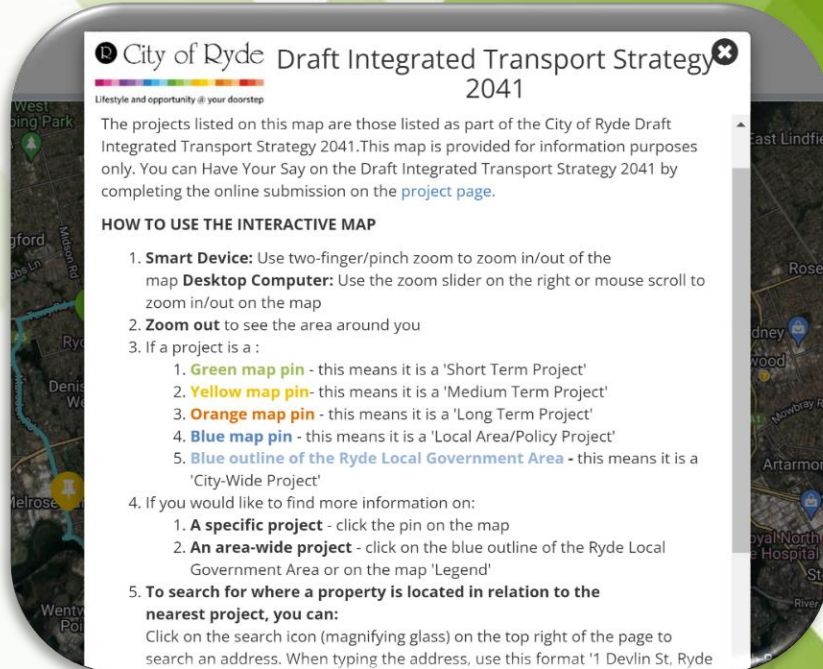 City of Ryde
Lifestyle and opportunity @ your doorstep
Draft Integrated Transport Strategy
2041
The projects listed on this map are those listed as part of the City of Ryde Draft
Integrated Transport Strategy 2041.This map is provided for information purposes
only. You can Have Your Say on the Draft Integrated Transport Strategy 2041 by
completing the online submission on the project page.
HOW TO USE THE INTERACTIVE MAP
1. Smart Device: Use two-finger/pinch zoom to zoom in/out of the
map Desktop Computer: Use the zoom slider on the right or mouse scroll to
zoom in/out on the map
2. Zoom out to see the area around you
3. If a project is a :
1. Green map pin - this means it is a 'Short Term Project'
2. Yellow map pin- this means it is a 'Medium Term Project'
3. Orange map pin - this means it is a 'Long Term Project'
4. Blue map pin - this means it is a 'Local Area/Policy Project'
5. Blue outline of the Ryde Local Government Area - this means it is a
'City-Wide Project'
4. If you would like to find more information on:
1. A specific project - click the pin on the map
2. An area-wide project - click on the blue outline of the Ryde Local
Government Area or on the map 'Legend'
5. To search for where a property is located in relation to the
nearest project, you can:
Click on the search icon (magnifying glass) on the top right of the page to
search an address. When typing the address, use this format '1 Devlin St, Ryde
West
ping Park
gford
Midson Rd
Ryd
Denis
We
Melrose
Wentw
Poi
East Lindfie
Rose
dney
wood
Mowbray R
Artarmon
oyal North
e Hospital
St
River